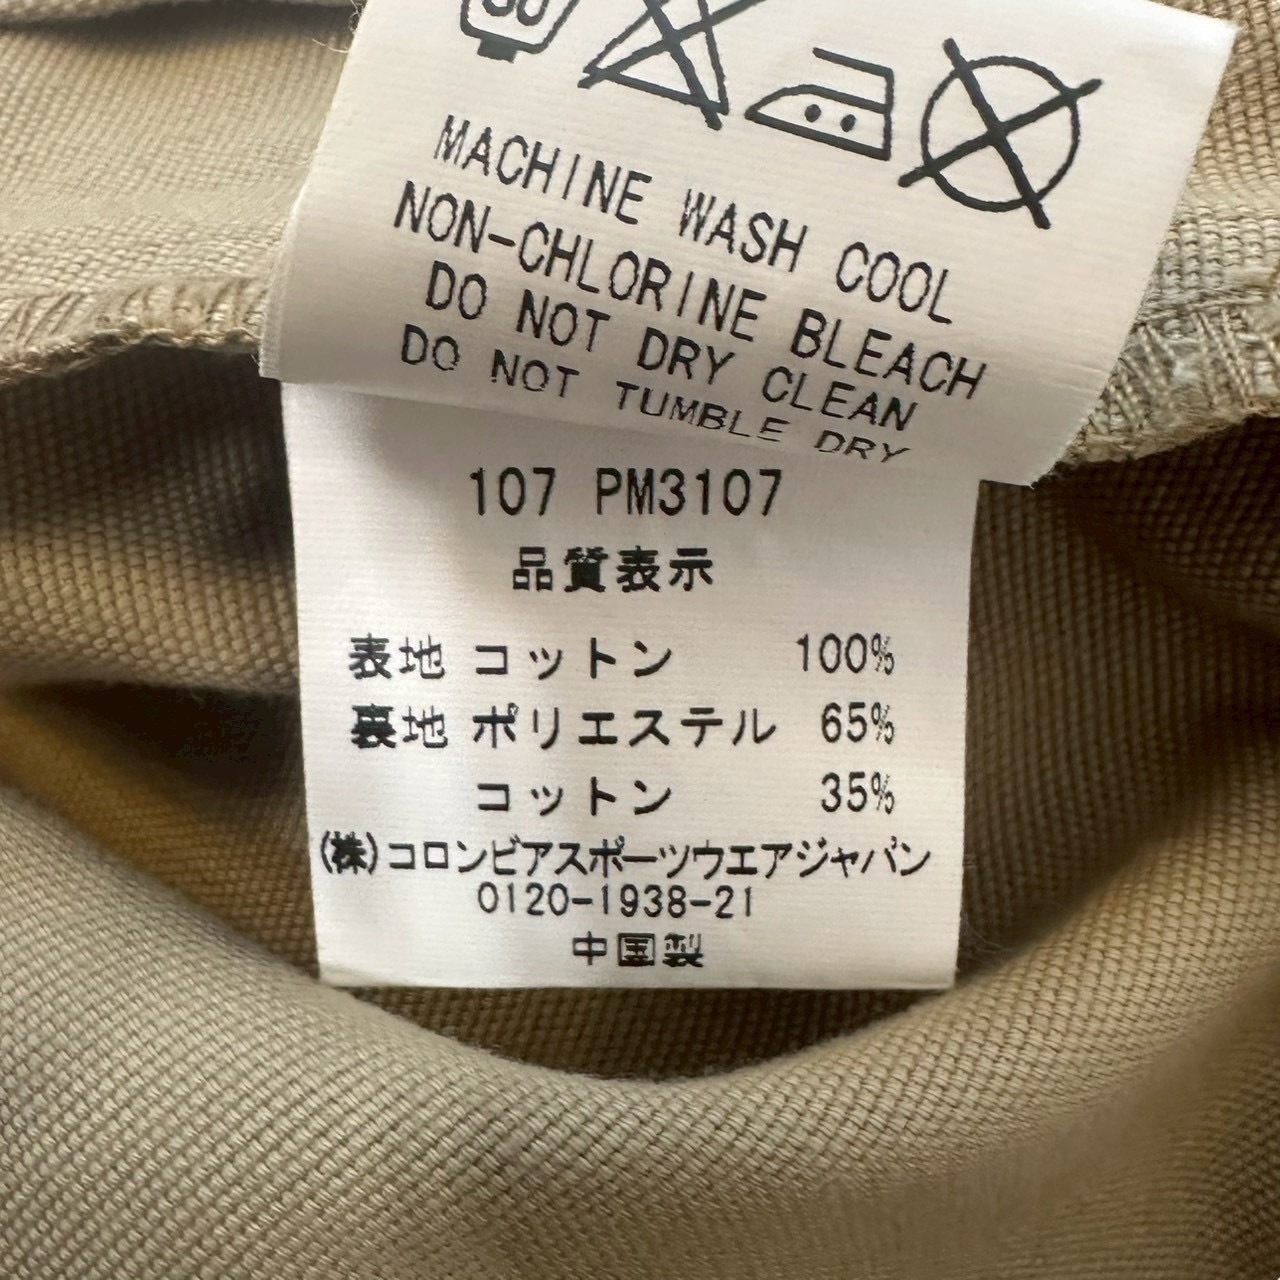 30
MACHINE WASH COOL
NON-CHLORINE BLEACH
DO NOT DRY CLEAN
DO NOT TUMBLE DRY
107 PM3107
品質表示
表地 コットン 100%
裏地 ポリエステル 65%
コットン 35%
(株)コロンビアスポーツウエアジャパン
0120-1938-21
中国製